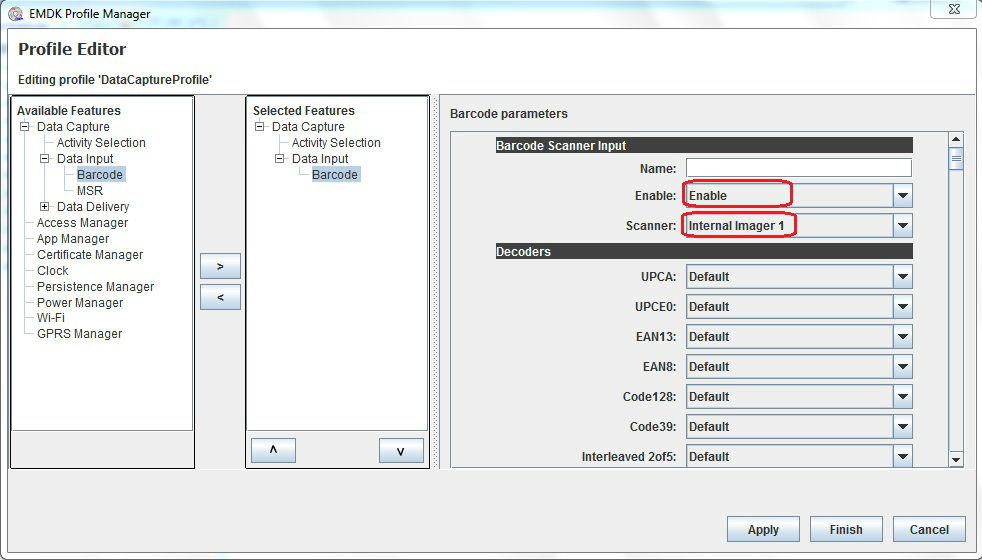 EMDK Profile Manager
Profile Editor
Editing profile 'DataCaptureProfile'
Available Features
Data Capture
Activity Selection
Data Input
Barcode
MSR
Data Delivery
Access Manager
App Manager
Certificate Manager
Clock
Persistence Manager
Power Manager
Wi-Fi
GPRS Manager
>
<
Selected Features
Data Capture
Activity Selection
Data Input
Barcode
Barcode parameters
Barcode Scanner Input
Name:
Enable: Enable
Scanner: Internal Imager 1
Decoders
UPCA: Default
UPCE0: Default
EAN13: Default
EAN8: Default
Code128: Default
Code39: Default
Interleaved 2of5: Default
Apply Finish Cancel